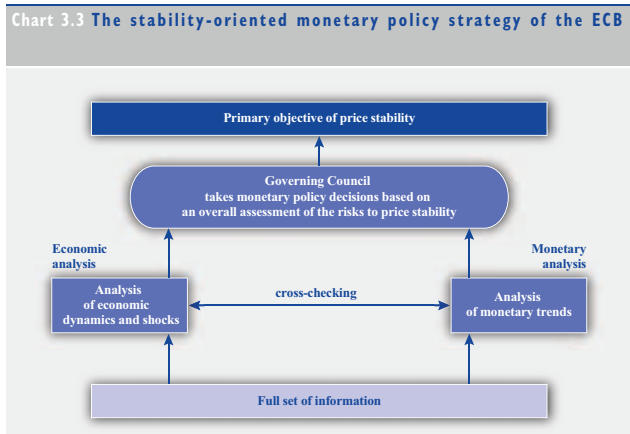 Chart 3.3 The stability-oriented monetary policy strategy of the ECB
Primary objective of price stability
Governing Council
takes monetary policy decisions based on
an overall assessment of the risks to price stability
Economic
analysis
Monetary
analysis
Analysis
of economic
dynamics and shocks
cross-checking
Analysis
of monetary trends
Full set of information